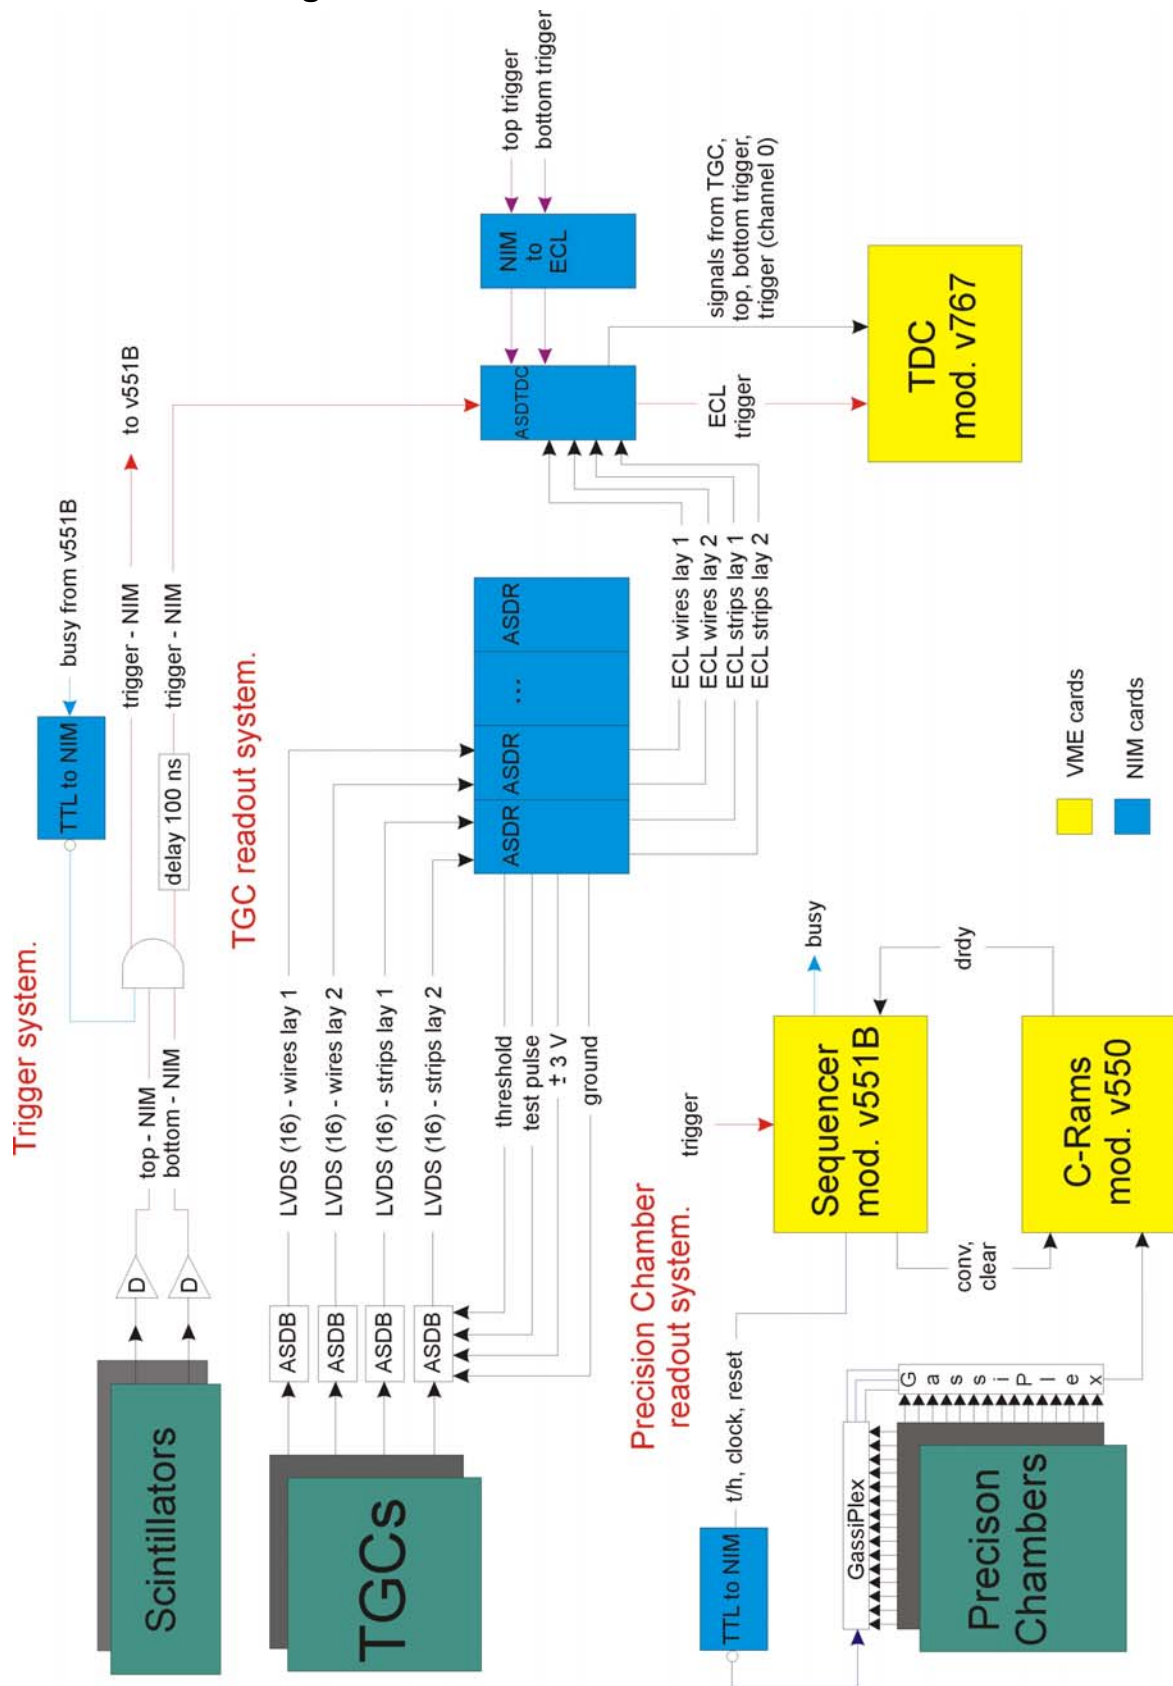 Trigger system.
Scintillators
D
D
top - NIM
bottom - NIM
TTL to NIM
busy from v551B
delay 100 ns
trigger - NIM
trigger - NIM
to v551B
TGC readout system.
TGCs
ASDB
ASDB
ASDB
ASDB
LVDS (16) - wires lay 1
LVDS (16) - wires lay 2
LVDS (16) - strips lay 1
LVDS (16) - strips lay 2
threshold
test pulse
± 3 V
ground
ASDR
ASDR
...
ASDR
ECL wires lay 1
ECL wires lay 2
ECL strips lay 1
ECL strips lay 2
ASDTDC
NIM
to
ECL
top trigger
bottom trigger
ECL
trigger
signals from TGC,
top, bottom trigger,
trigger (channel 0)
TDC
mod. v767
Precision Chamber
readout system.
TTL to NIM
t/h, clock, reset
trigger
Sequencer
mod. v551B
busy
conv,
clear
drdy
C-Rams
mod. v550
GassiPlex
GassiPlex
Precison
Chambers
VME cards
NIM cards